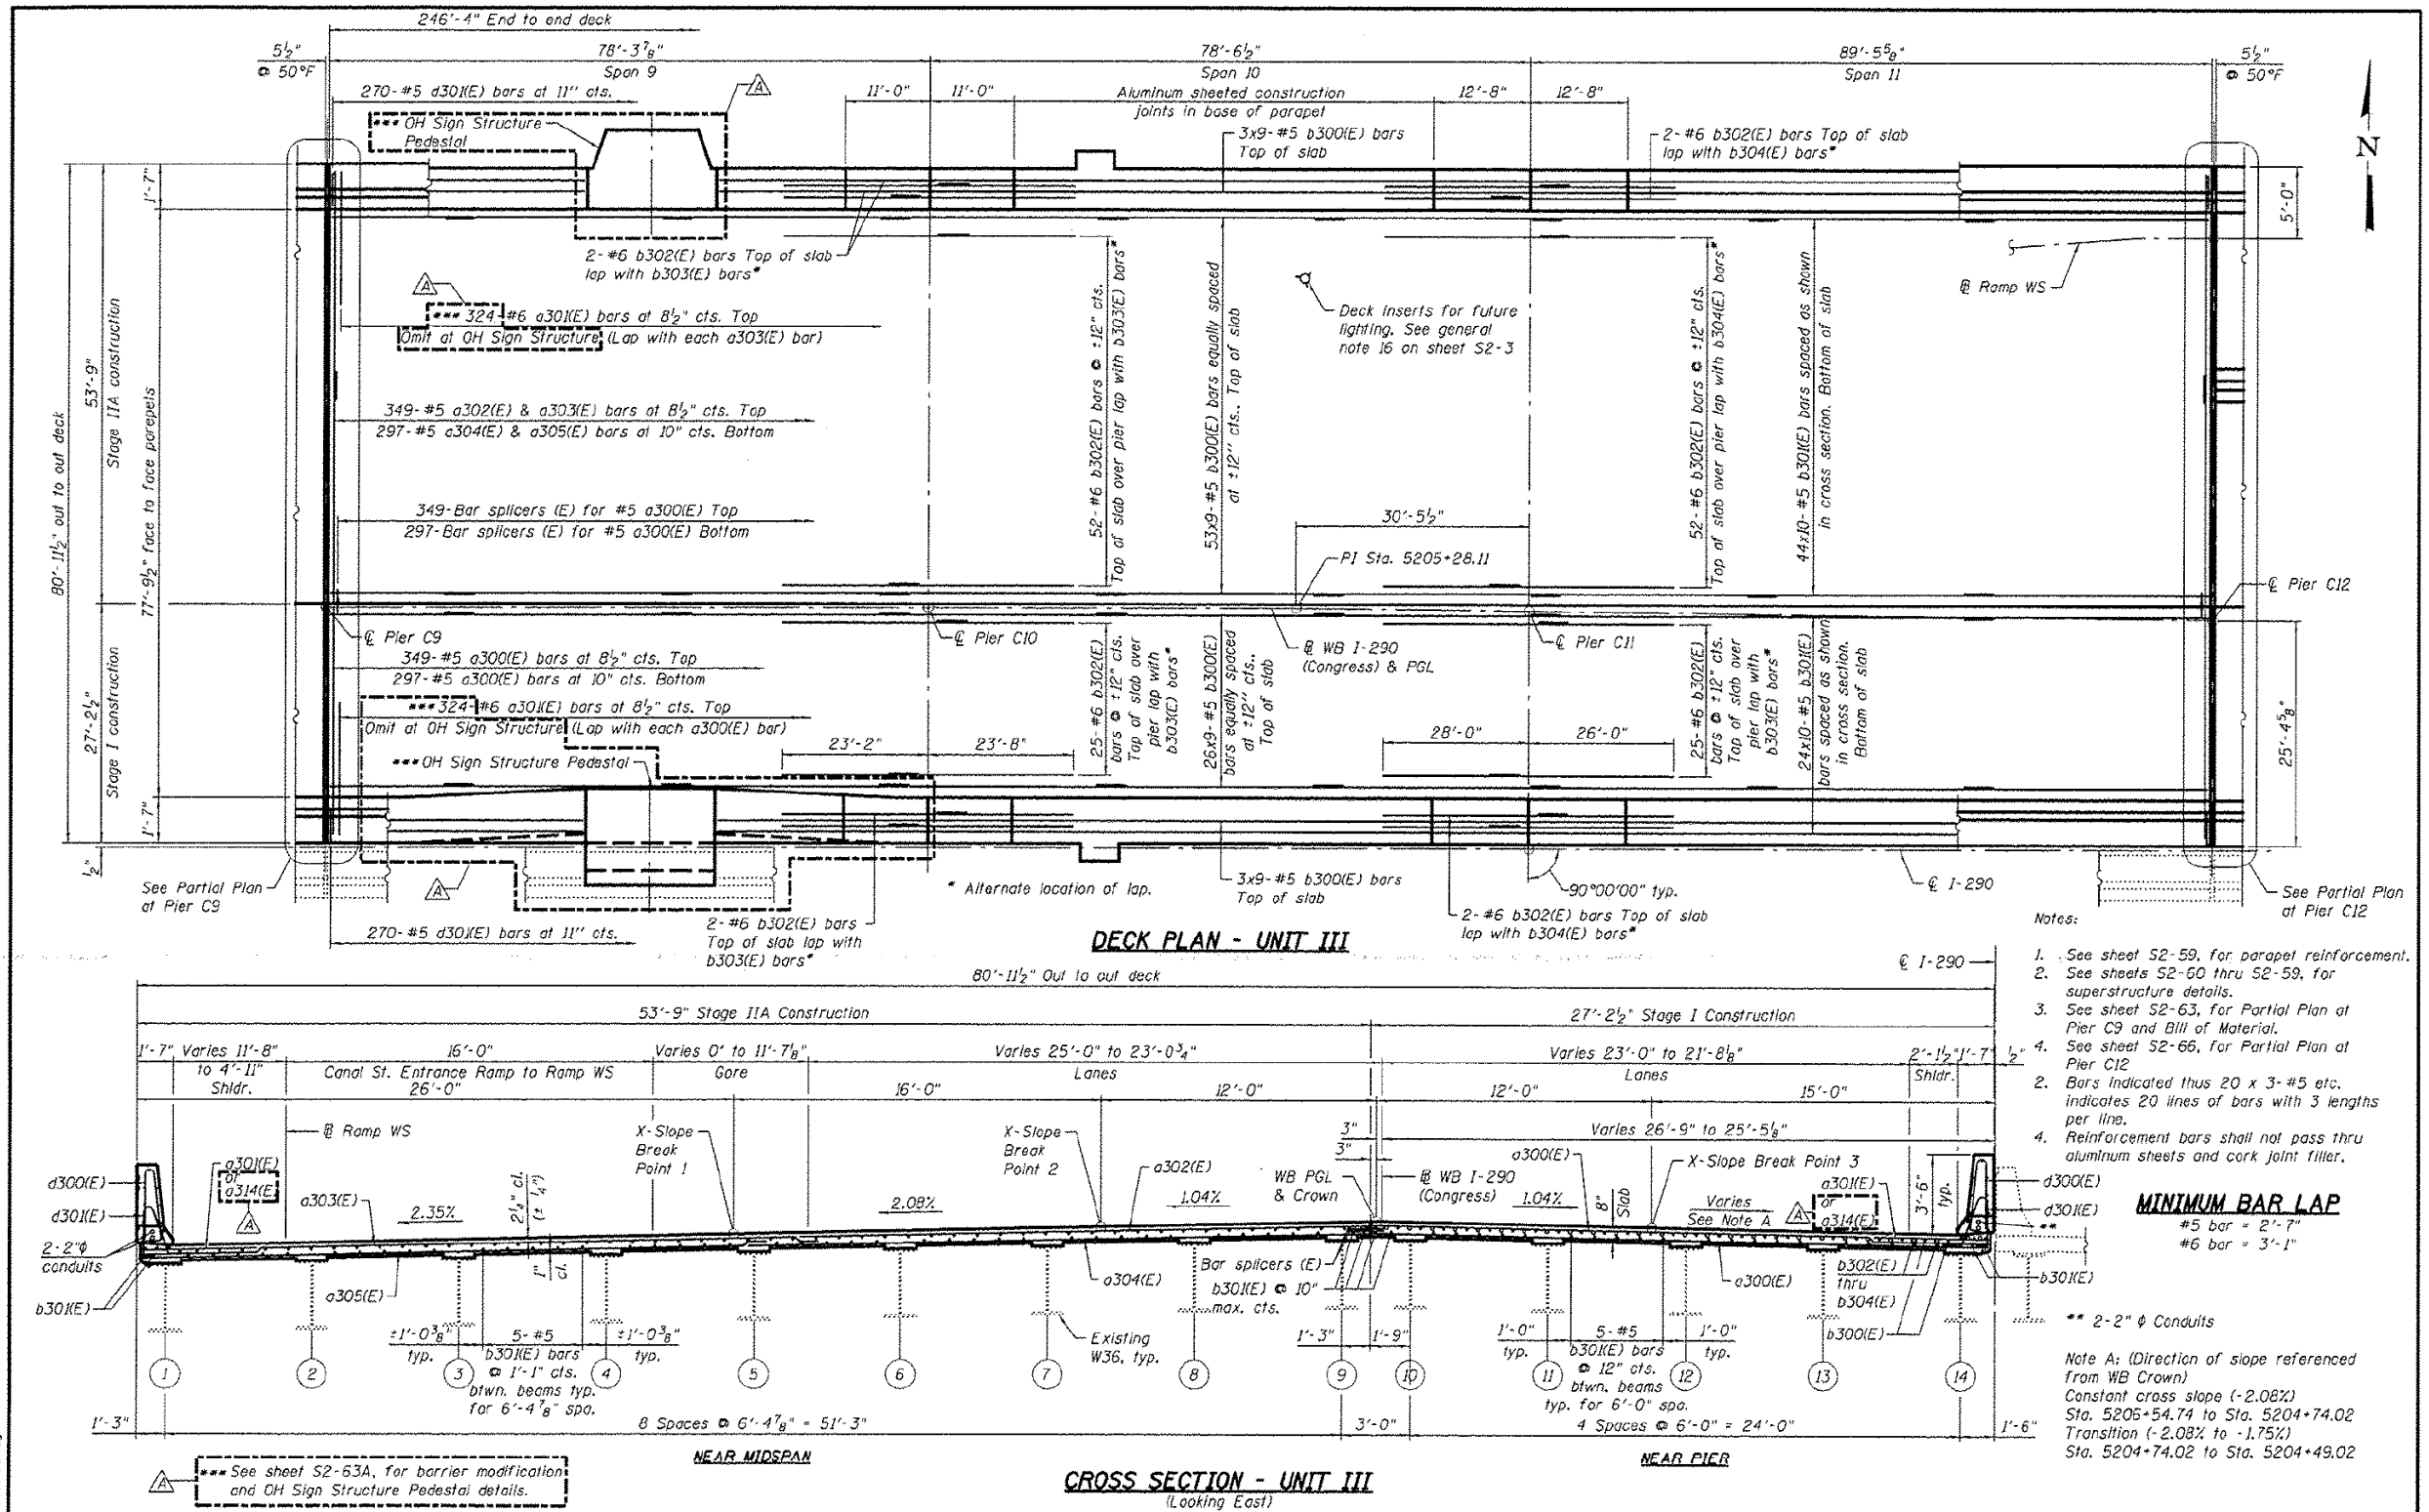 246'-4" End to end deck
5½"
@ 50°F
78'-3⅞"
Span 9
78'-6½"
Span 10
89'-5⅝"
Span 11
5½"
@ 50°F
270-#5 d301(E) bars at 11" cts.
A
11'-0"
11'-0"
Aluminum sheeted construction
joints in base of parapet
12'-8"
12'-8"
*** OH Sign Structure
Pedestal
3x9-#5 b300(E) bars
Top of slab
2-#6 b302(E) bars Top of slab
lap with b304(E) bars*
N
1'-7"
5'-0"
2-#6 b302(E) bars Top of slab
lap with b303(E) bars*
A
*** 324-#6 a301(E) bars at 8½" cts. Top
Omit at OH Sign Structure (Lap with each a303(E) bar)
Deck inserts for future
lighting. See general
note 16 on sheet S2-3
℄ Ramp WS
80'-11½" out to out deck
53'-9"
Stage IIA construction
77'-9½" face to face parepets
349-#5 a302(E) & a303(E) bars at 8½" cts. Top
297-#5 a304(E) & a305(E) bars at 10" cts. Bottom
349-Bar splicers (E) for #5 a300(E) Top
297-Bar splicers (E) for #5 a300(E) Bottom
52-#6 b302(E) bars @ ±12" cts.
Top of slab over pier lap with b303(E) bars*
53x9-#5 b300(E) bars equally spaced
at ±12" cts., Top of slab
52-#6 b302(E) bars @ ±12" cts.
Top of slab over pier lap with b304(E) bars*
44x10-#5 b301(E) bars spaced as shown
in cross section. Bottom of slab
30'-5½"
PI Sta. 5205+28.11
℄ Pier C9
℄ Pier C10
℄ WB I-290
(Congress) & PGL
℄ Pier C11
℄ Pier C12
349-#5 a300(E) bars at 8½" cts. Top
297-#5 a300(E) bars at 10" cts. Bottom
*** 324-#6 a301(E) bars at 8½" cts. Top
Omit at OH Sign Structure (Lap with each a300(E) bar)
*** OH Sign Structure Pedestal
27'-2½"
Stage I construction
1'-7"
½"
23'-2"
23'-8"
25-#6 b302(E)
bars @ ±12" cts.
Top of slab over
pier lap with
b303(E) bars*
26x9-#5 b300(E)
bars equally spaced
at ±12" cts.,
Top of slab
28'-0"
26'-0"
25-#6 b302(E)
bars @ ±12" cts.
Top of slab over
pier lap with
b303(E) bars*
24x10-#5 b301(E)
bars spaced as shown
in cross section.
Bottom of slab
25'-4⅝"
See Partial Plan
at Pier C9
A
* Alternate location of lap.
3x9-#5 b300(E) bars
Top of slab
90°00'00" typ.
℄ I-290
See Partial Plan
at Pier C12
270-#5 d301(E) bars at 11" cts.
2-#6 b302(E) bars
Top of slab lap with
b303(E) bars*
2-#6 b302(E) bars Top of slab
lap with b304(E) bars*
DECK PLAN - UNIT III
Notes:
1. See sheet S2-59, for parapet reinforcement.
2. See sheets S2-60 thru S2-59, for
superstructure details.
3. See sheet S2-63, for Partial Plan at
Pier C9 and Bill of Material.
4. See sheet S2-66, for Partial Plan at
Pier C12
2. Bars indicated thus 20 x 3-#5 etc.
indicates 20 lines of bars with 3 lengths
per line.
4. Reinforcement bars shall not pass thru
aluminum sheets and cork joint filler.
80'-11½" Out to out deck
℄ I-290
53'-9" Stage IIA Construction
27'-2½" Stage I Construction
1'-7"
Varies 11'-8"
to 4'-11"
Shldr.
16'-0"
Canal St. Entrance Ramp to Ramp WS
26'-0"
Varies 0' to 11'-7⅛"
Gore
Varies 25'-0" to 23'-0¾"
Lanes
Varies 23'-0" to 21'-8⅛"
Lanes
2'-1½"
Shldr.
1'-7"
½"
16'-0"
12'-0"
12'-0"
15'-0"
℄ Ramp WS
X-Slope
Break
Point 1
X-Slope
Break
Point 2
3"
3"
Varies 26'-9" to 25'-5⅛"
a301(E)
or
a314(E)
A
d300(E)
d301(E)
2-2"ϕ
conduits
b301(E)
a303(E)
2.35%
2¼" cl.
(± ¼")
1" cl.
2.08%
1.04%
a302(E)
WB PGL
& Crown
℄ WB I-290
(Congress)
a300(E)
1.04%
8"
Slab
X-Slope Break Point 3
Varies
See Note A
A
a301(E)
or
a314(E)
3'-6"
typ.
d300(E)
d301(E)
**
b301(E)
MINIMUM BAR LAP
#5 bar = 2'-7"
#6 bar = 3'-1"
a305(E)
a304(E)
Bar splicers (E)
b301(E) @ 10"
max. cts.
a300(E)
b302(E)
thru
b304(E)
b300(E)
** 2-2" ϕ Conduits
±1'-0⅜"
typ.
5-#5
b301(E) bars
@ 1'-1" cts.
btwn. beams typ.
for 6'-4⅞" spa.
±1'-0⅜"
typ.
Existing
W36, typ.
1'-3"
1'-9"
1'-0"
typ.
5-#5
b301(E) bars
@ 12" cts.
btwn. beams
typ. for 6'-0" spa.
1'-0"
typ.
1 2 3 4 5 6 7 8 9 10 11 12 13 14
1'-3"
8 Spaces @ 6'-4⅞" = 51'-3"
3'-0"
4 Spaces @ 6'-0" = 24'-0"
1'-6"
Note A: (Direction of slope referenced
from WB Crown)
Constant cross slope (-2.08%)
Sta. 5206+54.74 to Sta. 5204+74.02
Transition (-2.08% to -1.75%)
Sta. 5204+74.02 to Sta. 5204+49.02
NEAR MIDSPAN
NEAR PIER
A
*** See sheet S2-63A, for barrier modification
and OH Sign Structure Pedestal details.
CROSS SECTION - UNIT III
(Looking East)